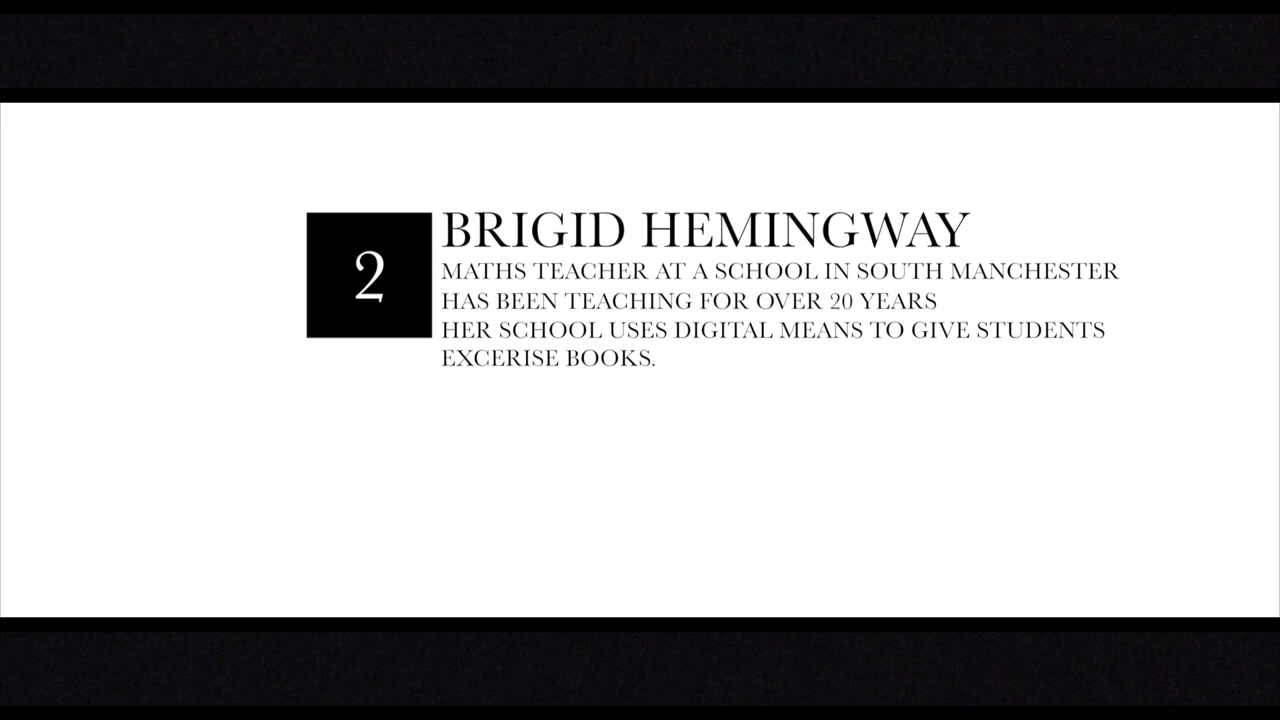 2
BRIGID HEMINGWAY
MATHS TEACHER AT A SCHOOL IN SOUTH MANCHESTER
HAS BEEN TEACHING FOR OVER 20 YEARS
HER SCHOOL USES DIGITAL MEANS TO GIVE STUDENTS
EXCERISE BOOKS.